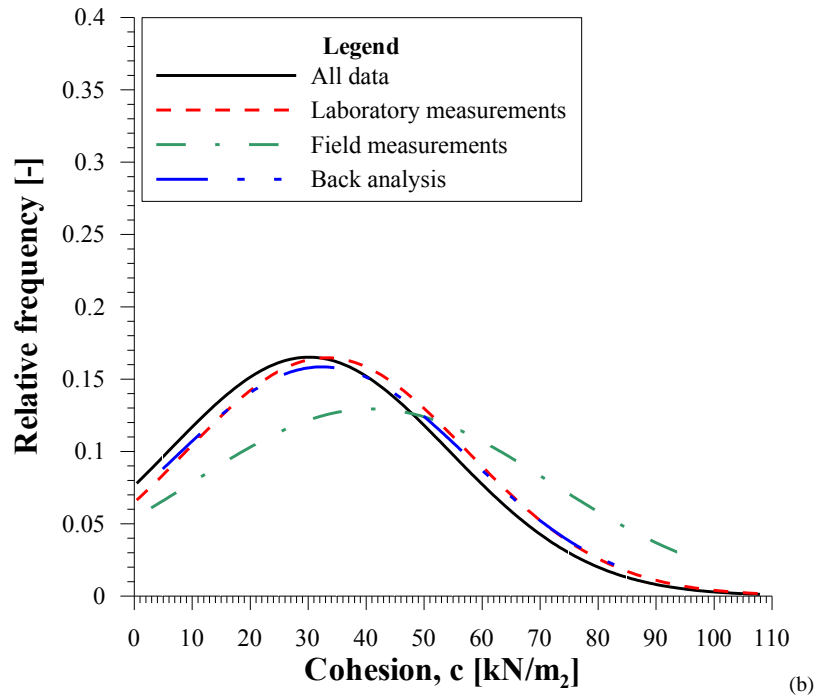 0.4
0.35
0.3
0.25
0.2
0.15
0.1
0.05
0
Relative frequency [-]
Legend
All data
Laboratory measurements
Field measurements
Back analysis
0 10 20 30 40 50 60 70 80 90 100 110
Cohesion, c [kN/m2]
(b)